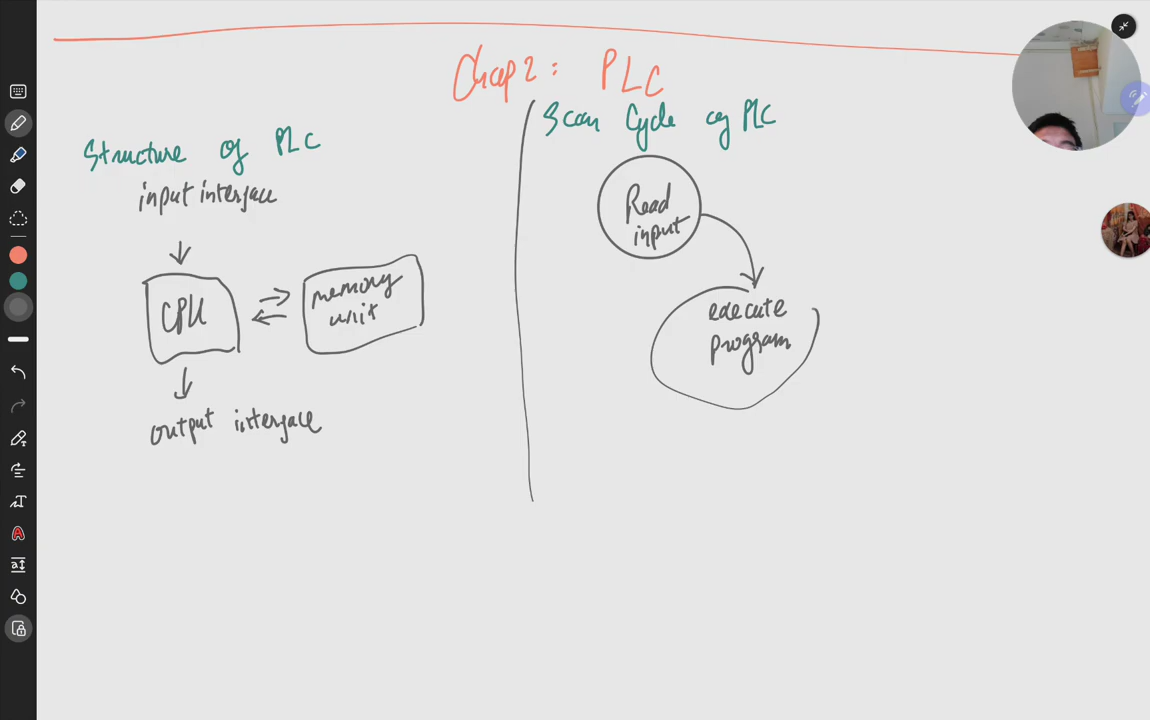 Chap 2: PLC
Structure of PLC
input interface
CPU
memory
unit
output interface
Scan Cycle of PLC
Read
input
execute
program